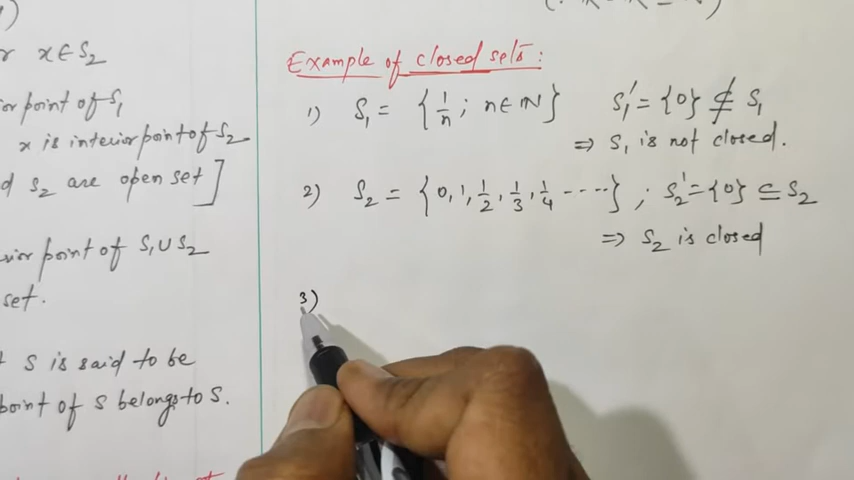 x ∈ S₂
point of S₁
x is interior point of S₂
S₂ are open set]
point of S₁ ∪ S₂
set.
S is said to be
point of S belongs to S.
Example of closed sets:
1) S₁ = {1/n ; n ∈ ℕ} S₁' = {0} ⊈ S₁
⇒ S₁ is not closed.
2) S₂ = {0, 1, 1/2, 1/3, 1/4 ----} ; S₂' = {0} ⊆ S₂
⇒ S₂ is closed
3)